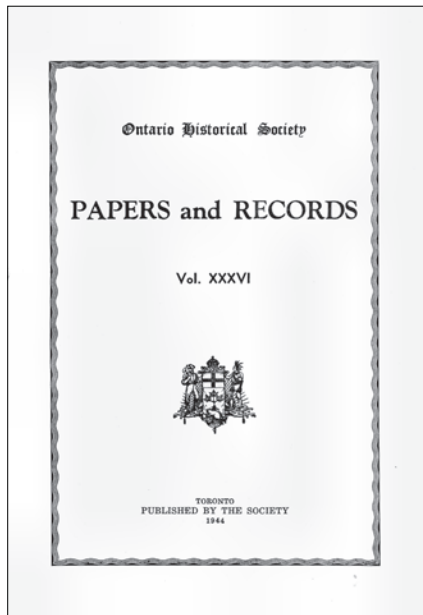 Ontario Historical Society
PAPERS and RECORDS
Vol. XXXVI
TORONTO
PUBLISHED BY THE SOCIETY
1944